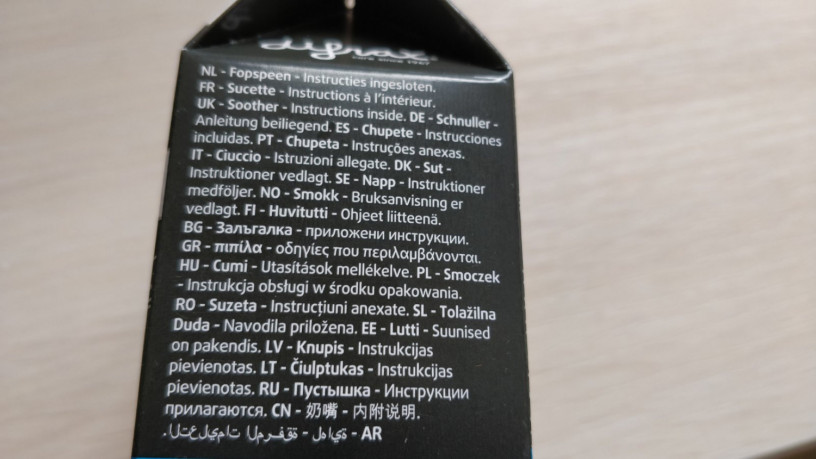 difrax
care since 1967
NL - Fopspeen - Instructies ingesloten.
FR - Sucette - Instructions à l'intérieur.
UK - Soother - Instructions inside. DE - Schnuller -
Anleitung beiliegend. ES - Chupete - Instrucciones
incluidas. PT - Chupeta - Instruções anexas.
IT - Ciuccio - Istruzioni allegate. DK - Sut -
Instruktioner vedlagt. SE - Napp - Instruktioner
medföljer. NO - Smokk - Bruksanvisning er
vedlagt. FI - Huvitutti - Ohjeet liitteenä.
BG - Залъгалка - приложени инструкции.
GR - πιπίλα - οδηγίες που περιλαμβάνονται.
HU - Cumi - Utasítások mellékelve. PL - Smoczek
- Instrukcja obsługi w środku opakowania.
RO - Suzeta - Instrucțiuni anexate. SL - Tolažilna
Duda - Navodila priložena. EE - Lutti - Suunised
on pakendis. LV - Knupis - Instrukcijas
pievienotas. LT - Čiulptukas - Instrukcijas
pievienotas. RU - Пустышка - Инструкции
прилагаются. CN - 奶嘴 - 内附说明.
AR - لهاية - التعليمات المرفقة.